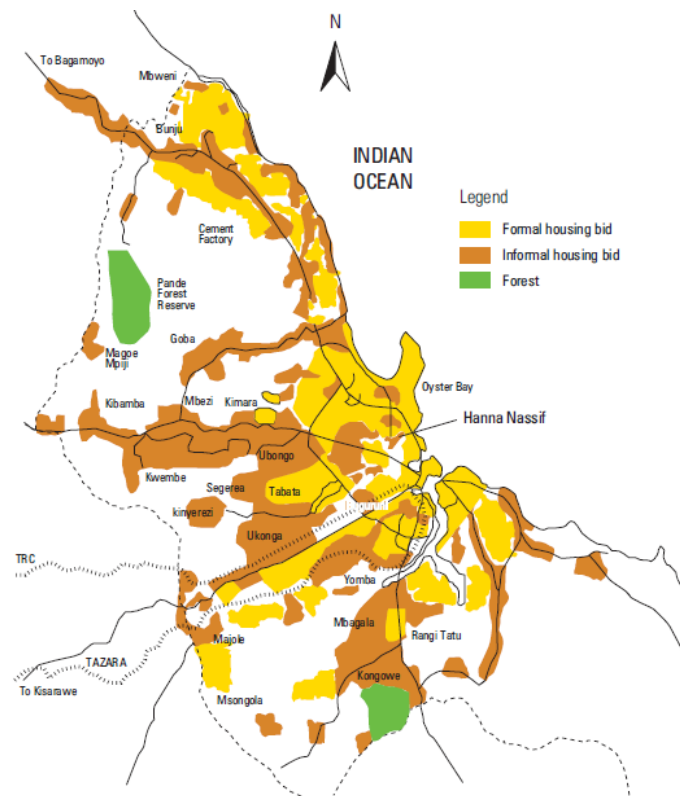 N
To Bagamoyo
Mbweni
Bunju
INDIAN
OCEAN
Legend
Formal housing bid
Informal housing bid
Forest
Cement
Factory
Pande
Forest
Reserve
Goba
Magoe
Mpiji
Oyster Bay
Kibamba
Mbezi
Kimara
Hanna Nassif
Ubongo
Kwembe
Segerea
Tabata
kinyerezi
Ukonga
TRC
Yomba
Mbagala
Rangi Tatu
Majole
TAZARA
Kongowe
To Kisarawe
Msongola